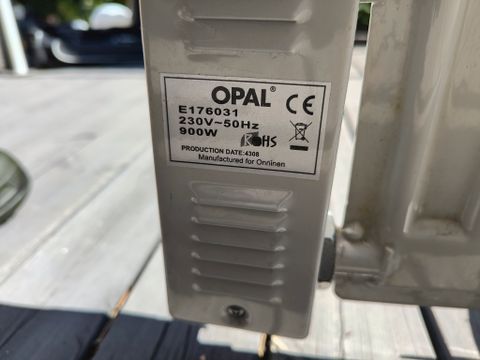 OPAL® CE
E176031
230V~50Hz
900W RoHS
PRODUCTION DATE:4308
Manufactured for Onninen